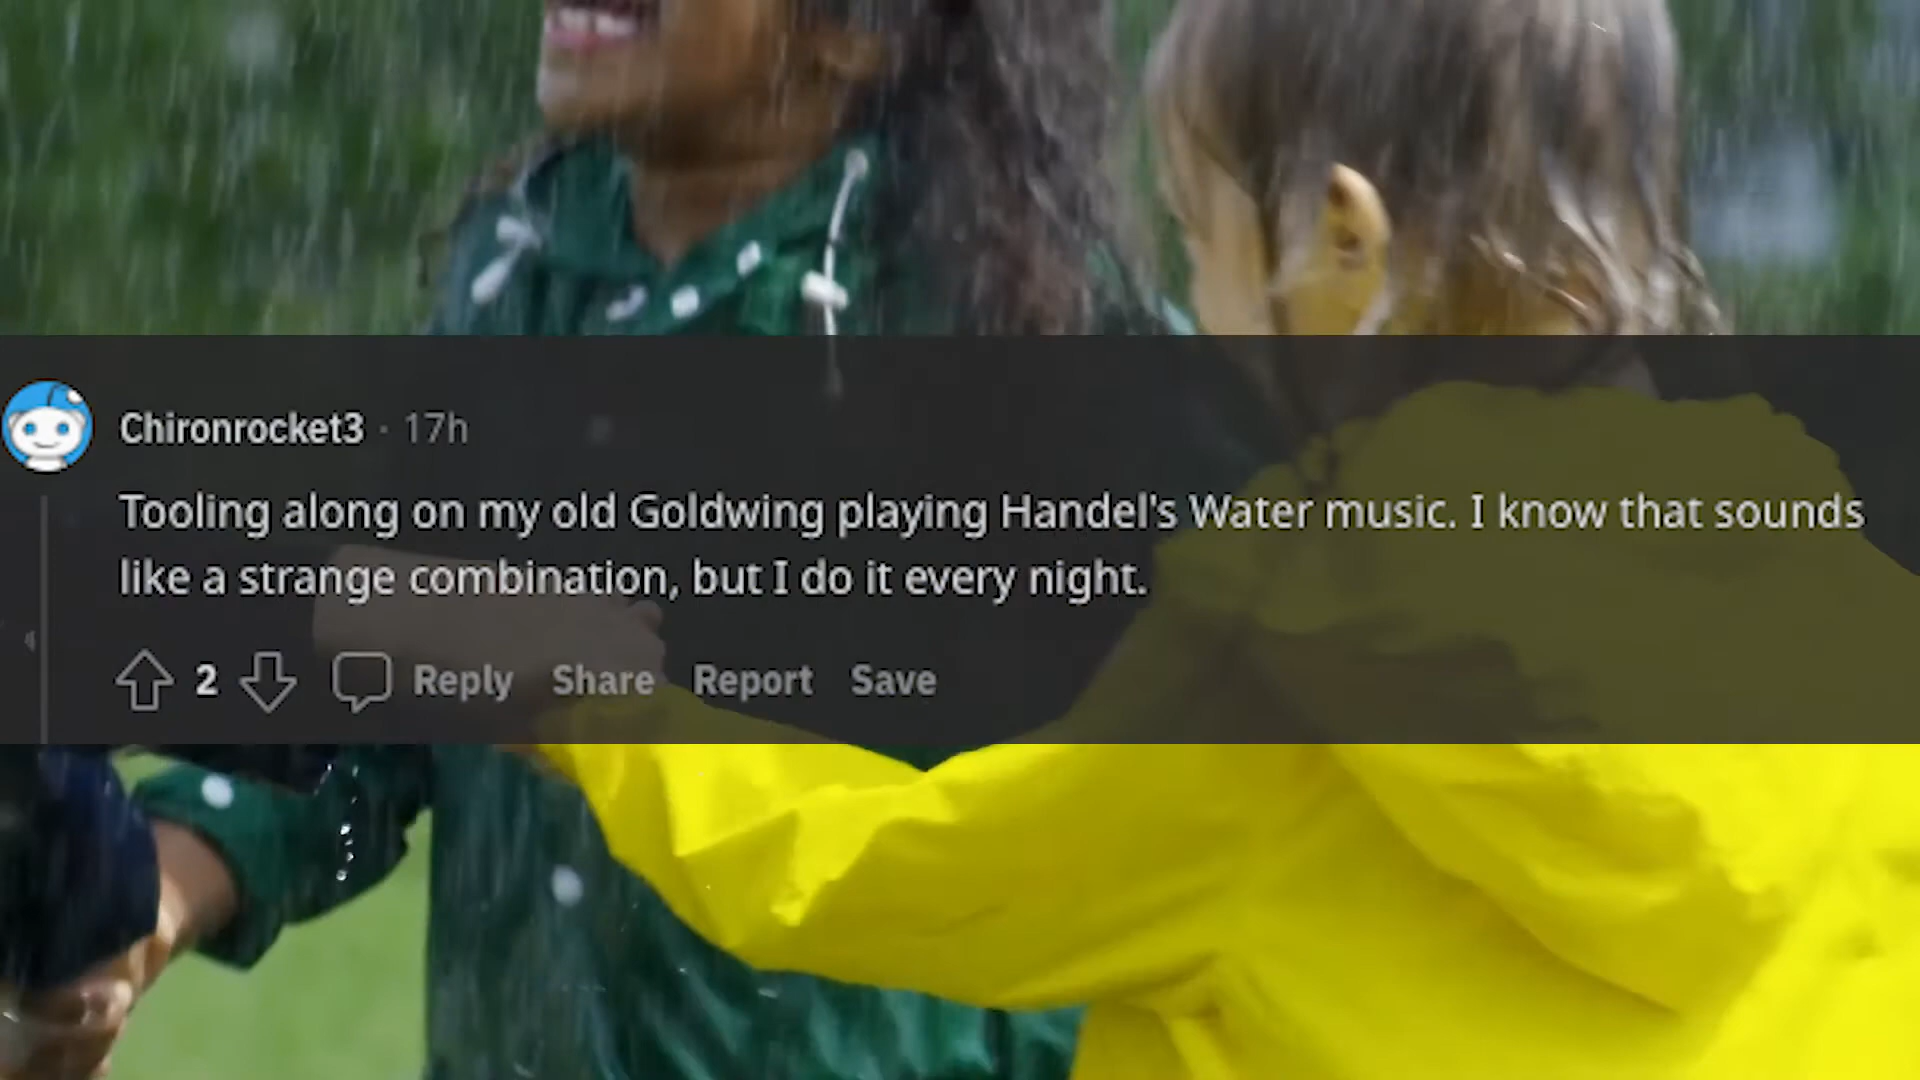 Chironrocket3 · 17h
Tooling along on my old Goldwing playing Handel's Water music. I know that sounds
like a strange combination, but I do it every night.
2 Reply Share Report Save